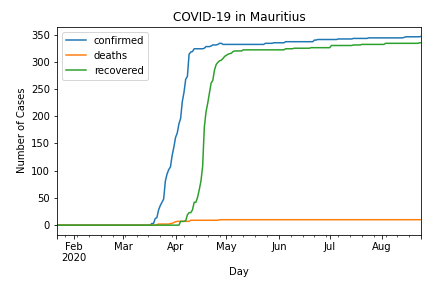 COVID-19 in Mauritius
confirmed
deaths
recovered
350
300
250
200
150
100
50
0
Number of Cases
Feb Mar Apr May Jun Jul Aug
2020
Day